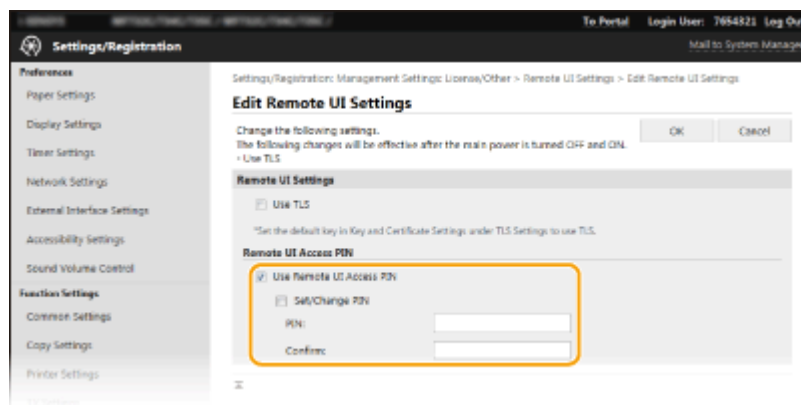 To Portal Login User: 7654321 Log Ou
Settings/Registration
Mail to System Manage
Preferences
Paper Settings
Display Settings
Timer Settings
Network Settings
External Interface Settings
Accessibility Settings
Sound Volume Control
Function Settings
Common Settings
Copy Settings
Printer Settings
Settings/Registration: Management Settings: License/Other > Remote UI Settings > Edit Remote UI Settings
Edit Remote UI Settings
Change the following settings.
The following changes will be effective after the main power is turned OFF and ON.
• Use TLS
OK Cancel
Remote UI Settings
Use TLS
*Set the default key in Key and Certificate Settings under TLS Settings to use TLS.
Remote UI Access PIN
Use Remote UI Access PIN
Set/Change PIN
PIN:
Confirm: